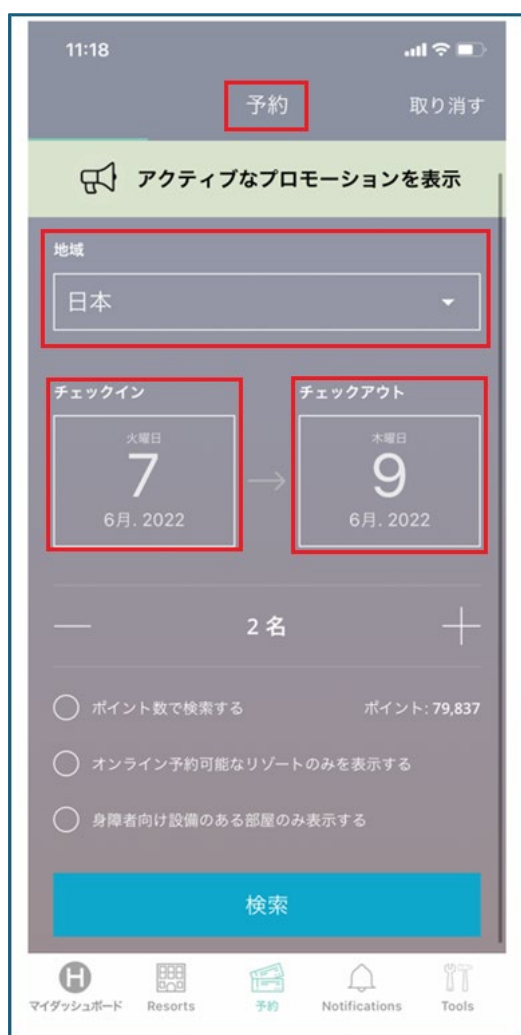 11:18
予約 取り消す
アクティブなプロモーションを表示
地域
日本
チェックイン チェックアウト
火曜日 木曜日
7 9
6月. 2022 6月. 2022
2 名
ポイント数で検索する ポイント: 79,837
オンライン予約可能なリゾートのみを表示する
身障者向け設備のある部屋のみ表示する
検索
H
マイダッシュボード Resorts 予約 Notifications Tools